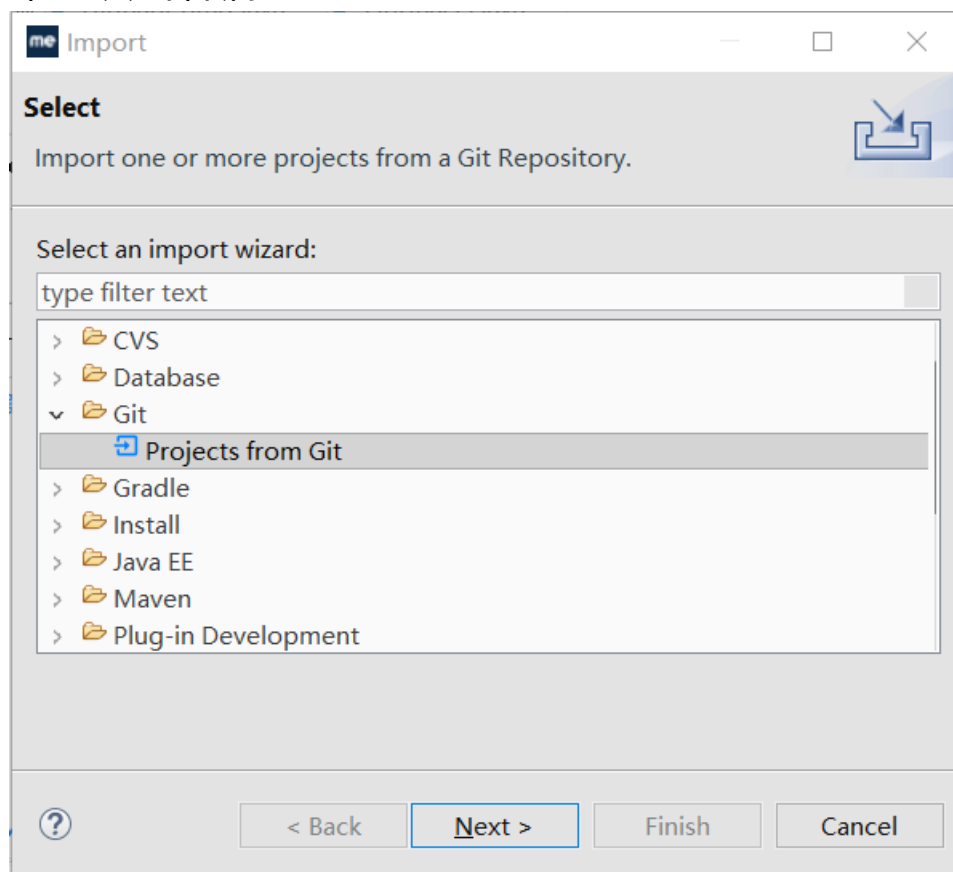 me Import
Select
Import one or more projects from a Git Repository.
Select an import wizard:
type filter text
CVS
Database
Git
Projects from Git
Gradle
Install
Java EE
Maven
Plug-in Development
? < Back Next > Finish Cancel